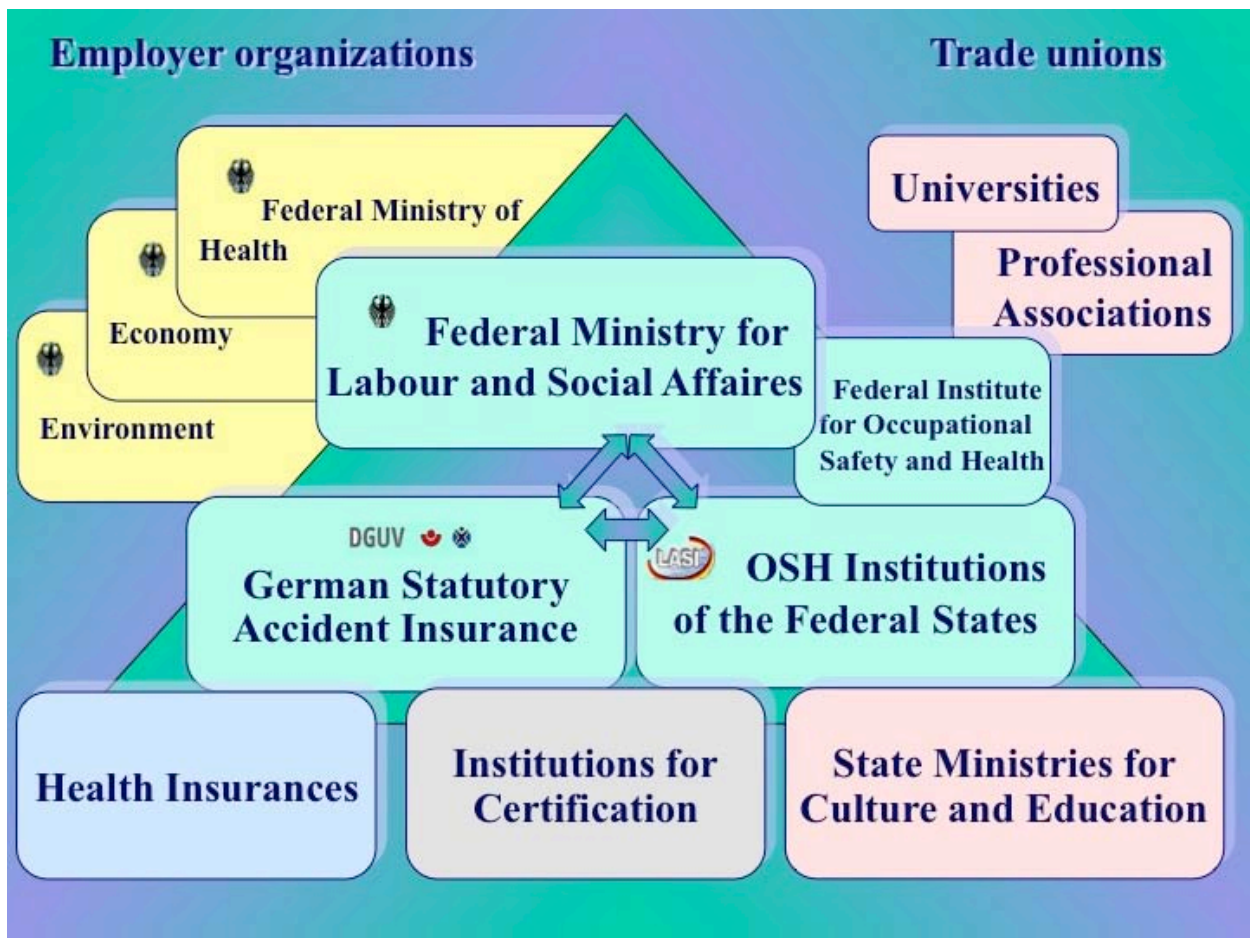 Employer organizations
Trade unions
Federal Ministry of
Health
Economy
Environment
Universities
Professional
Associations
Federal Ministry for
Labour and Social Affaires
Federal Institute
for Occupational
Safety and Health
DGUV
German Statutory
Accident Insurance
LASI
OSH Institutions
of the Federal States
Health Insurances
Institutions for
Certification
State Ministries for
Culture and Education